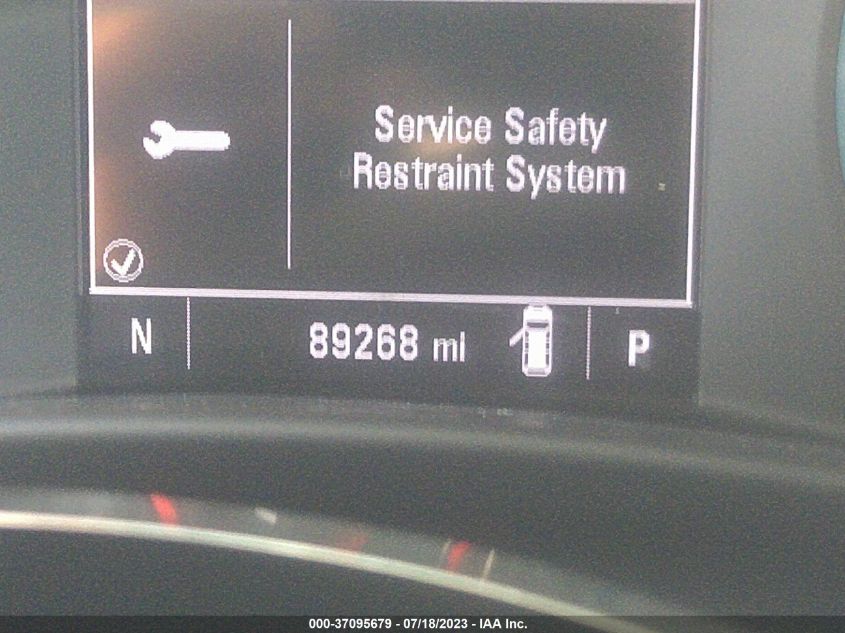 Service Safety
Restraint System
N 89268 mi P
000-37095679 - 07/18/2023 - IAA Inc.